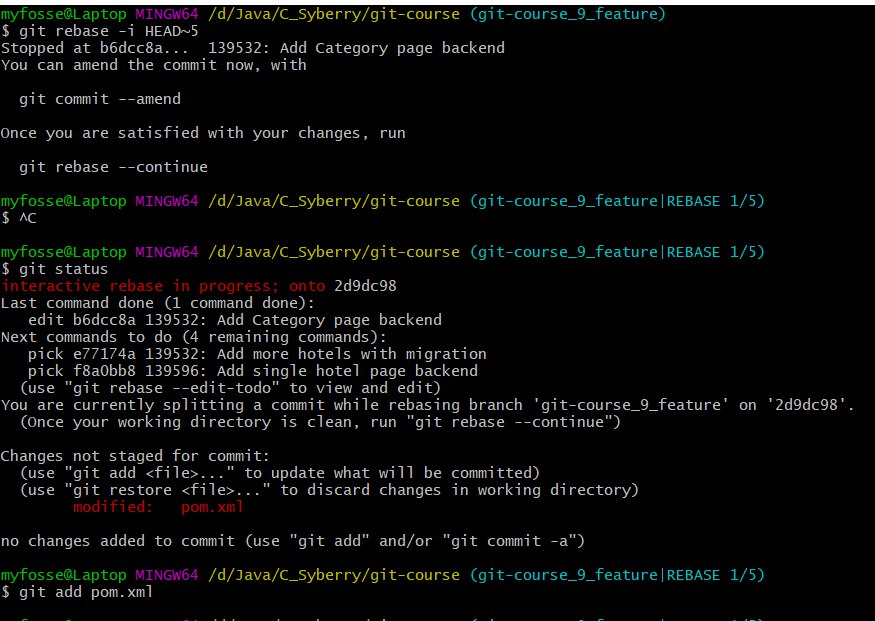 myfosse@Laptop MINGW64 /d/Java/C_Syberry/git-course (git-course_9_feature)
$ git rebase -i HEAD~5
Stopped at b6dcc8a...  139532: Add Category page backend
You can amend the commit now, with

  git commit --amend

Once you are satisfied with your changes, run

  git rebase --continue

myfosse@Laptop MINGW64 /d/Java/C_Syberry/git-course (git-course_9_feature|REBASE 1/5)
$ ^C

myfosse@Laptop MINGW64 /d/Java/C_Syberry/git-course (git-course_9_feature|REBASE 1/5)
$ git status
interactive rebase in progress; onto 2d9dc98
Last command done (1 command done):
   edit b6dcc8a 139532: Add Category page backend
Next commands to do (4 remaining commands):
   pick e77174a 139532: Add more hotels with migration
   pick f8a0bb8 139596: Add single hotel page backend
  (use "git rebase --edit-todo" to view and edit)
You are currently splitting a commit while rebasing branch 'git-course_9_feature' on '2d9dc98'.
  (Once your working directory is clean, run "git rebase --continue")

Changes not staged for commit:
  (use "git add <file>..." to update what will be committed)
  (use "git restore <file>..." to discard changes in working directory)
        modified:   pom.xml

no changes added to commit (use "git add" and/or "git commit -a")

myfosse@Laptop MINGW64 /d/Java/C_Syberry/git-course (git-course_9_feature|REBASE 1/5)
$ git add pom.xml